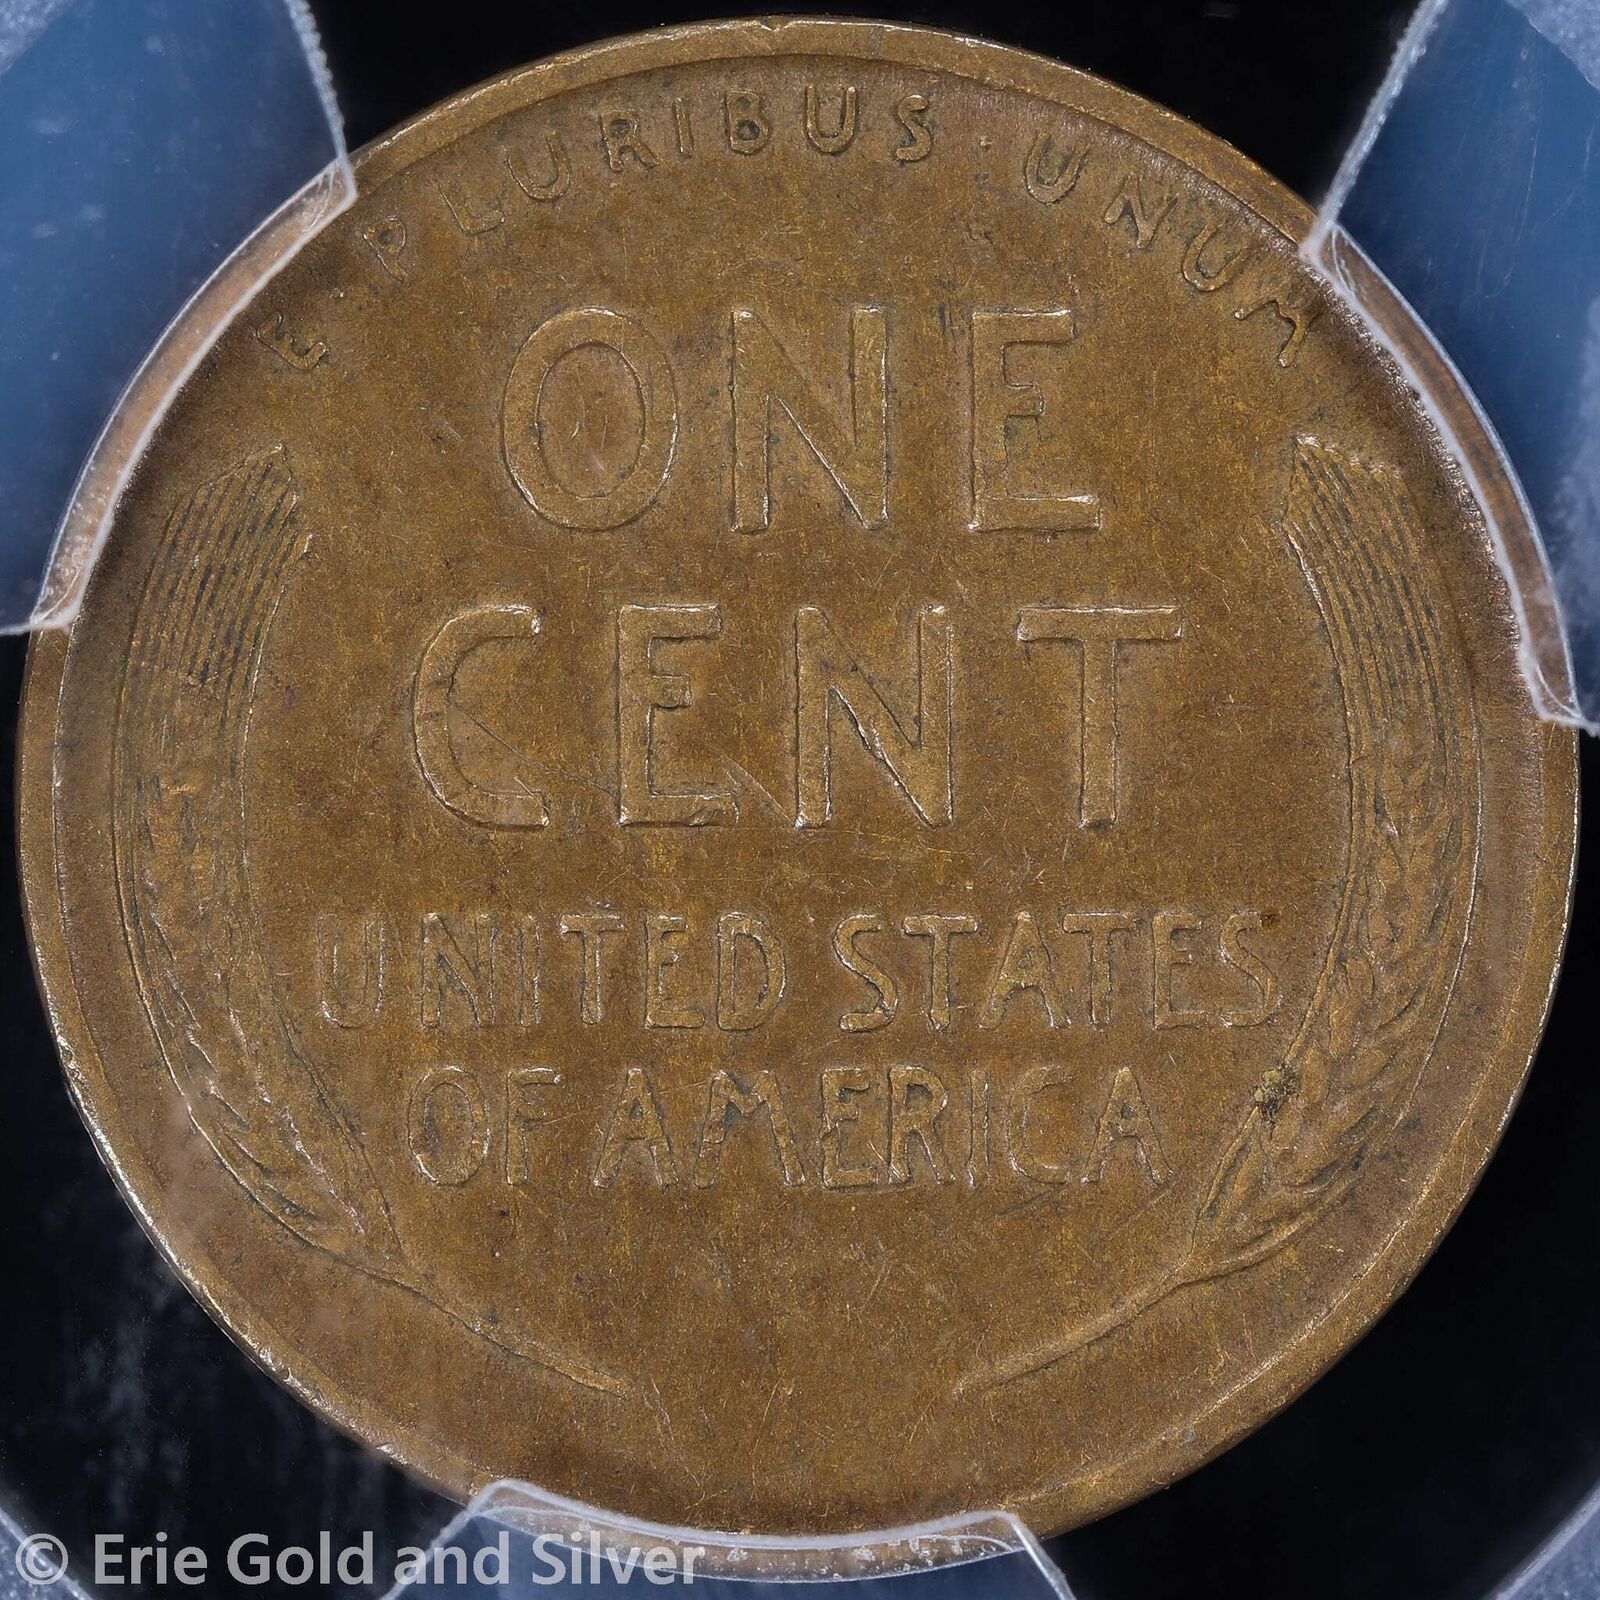 E · PLURIBUS · UNUM
ONE
CENT
UNITED STATES
OF AMERICA
© Erie Gold and Silver